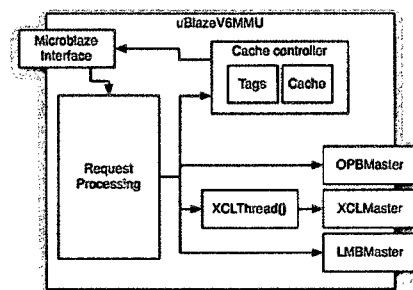 uBlazeV6MMU
Microblaze
Interface
Cache controller
Tags
Cache
Request
Processing
OPBMaster
XCLThread()
XCLMaster
LMBMaster